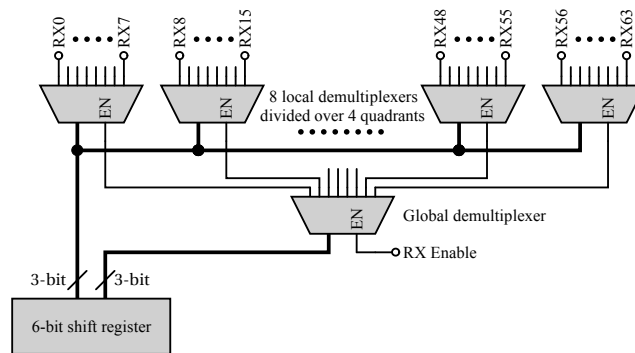 RX0
RX7
RX8
RX15
RX48
RX55
RX56
RX63
EN
EN
EN
EN
8 local demultiplexers
divided over 4 quadrants
EN
Global demultiplexer
RX Enable
3-bit
3-bit
6-bit shift register